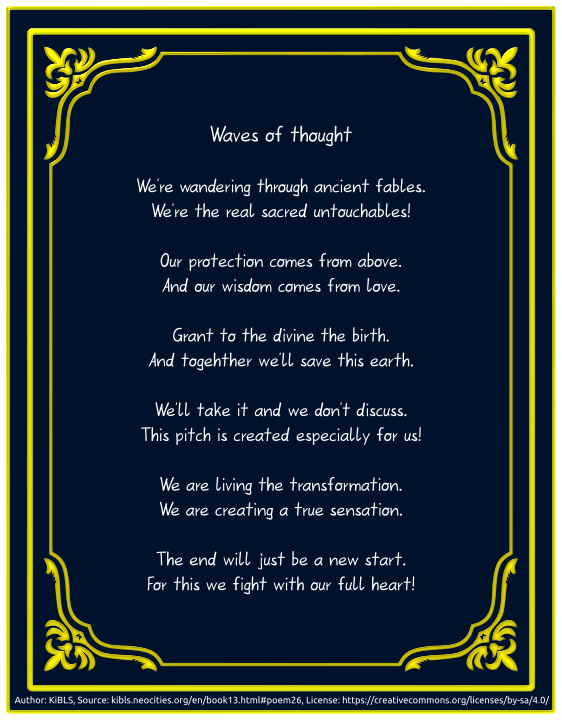 Waves of thought
We're wandering through ancient fables.
We're the real sacred untouchables!
Our protection comes from above.
And our wisdom comes from love.
Grant to the divine the birth.
And togehther we'll save this earth.
We'll take it and we don't discuss.
This pitch is created especially for us!
We are living the transformation.
We are creating a true sensation.
The end will just be a new start.
For this we fight with our full heart!
Author: KiBLS, Source: kibls.neocities.org/en/book13.html#poem26, License: https://creativecommons.org/licenses/by-sa/4.0/